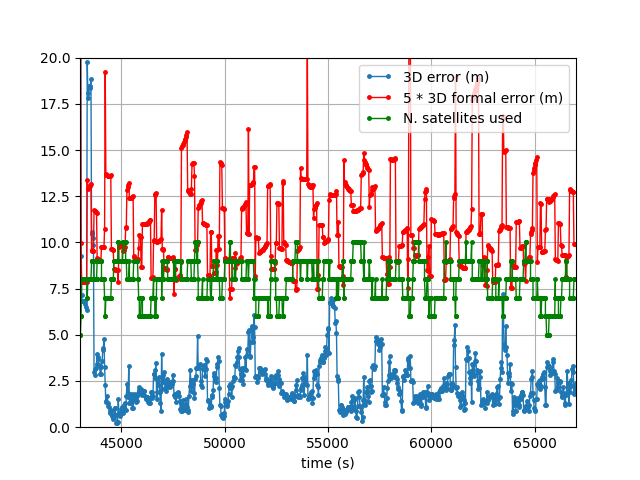 20.0
17.5
15.0
12.5
10.0
7.5
5.0
2.5
0.0
3D error (m)
5 * 3D formal error (m)
N. satellites used
45000 50000 55000 60000 65000
time (s)